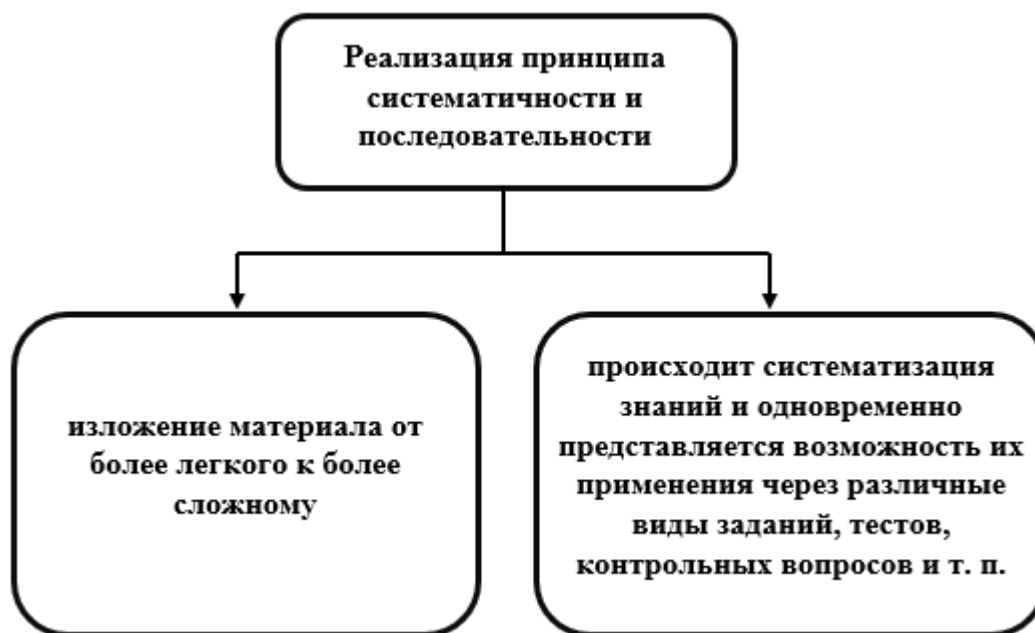 Реализация принципа
систематичности и
последовательности
изложение материала от
более легкого к более
сложному
происходит систематизация
знаний и одновременно
представляется возможность их
применения через различные
виды заданий, тестов,
контрольных вопросов и т. п.